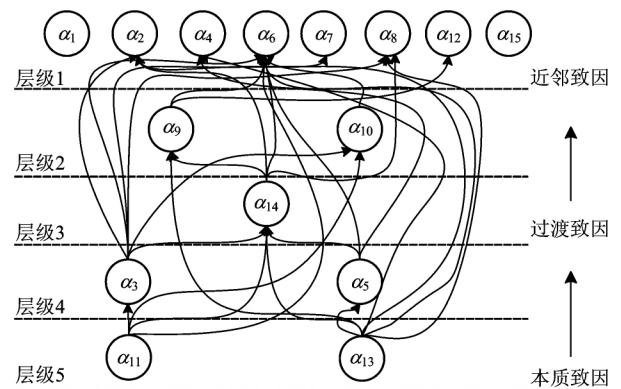 α1 α2 α4 α6 α7 α8 α12 α15
层级1 近邻致因
α9 α10
层级2
α14
层级3 过渡致因
α3 α5
层级4
α11 α13
层级5 本质致因